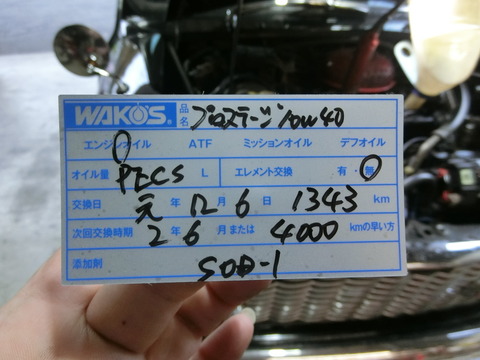 WAKO'S 品名 プロステージ 10W40
エンジンオイル ATF ミッションオイル デフオイル
オイル量 PECS L エレメント交換 有・無
交換日 元年 12月 6日 1343 km
次回交換時期 2年 6月または 4000 kmの早い方
添加剤 SOD-1